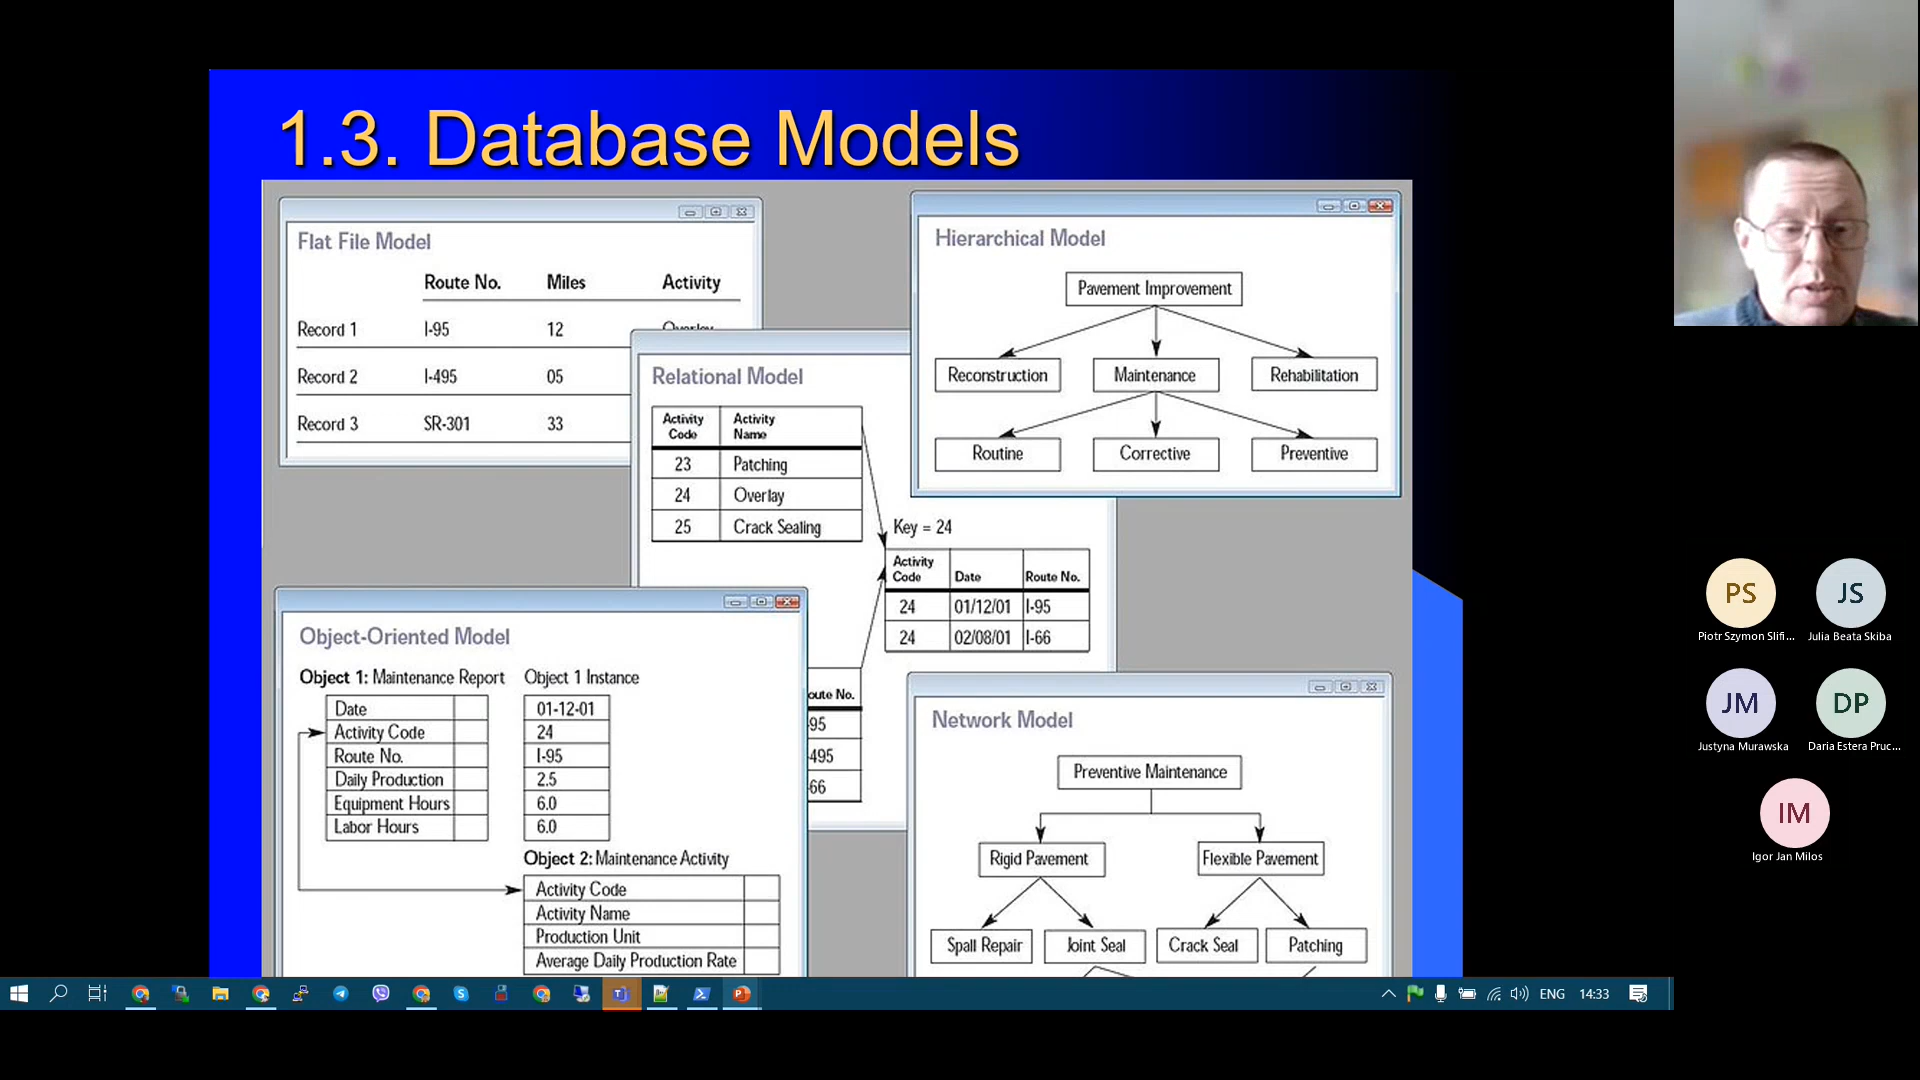 1.3. Database Models
Flat File Model
Route No. Miles Activity
Record 1 I-95 12 Overlay
Record 2 I-495 05
Record 3 SR-301 33
Hierarchical Model
Pavement Improvement
Reconstruction Maintenance Rehabilitation
Routine Corrective Preventive
Relational Model
Activity Code Activity Name
23 Patching
24 Overlay
25 Crack Sealing
Key = 24
Activity Code Date Route No.
24 01/12/01 I-95
24 02/08/01 I-66
oute No.
-95
-495
-66
Object-Oriented Model
Object 1: Maintenance Report Object 1 Instance
Date 01-12-01
Activity Code 24
Route No. I-95
Daily Production 2.5
Equipment Hours 6.0
Labor Hours 6.0
Object 2: Maintenance Activity
Activity Code
Activity Name
Production Unit
Average Daily Production Rate
Network Model
Preventive Maintenance
Rigid Pavement Flexible Pavement
Spall Repair Joint Seal Crack Seal Patching
PS JS
Piotr Szymon Slifi... Julia Beata Skiba
JM DP
Justyna Murawska Daria Estera Pruc...
IM
Igor Jan Milos
ENG 14:33